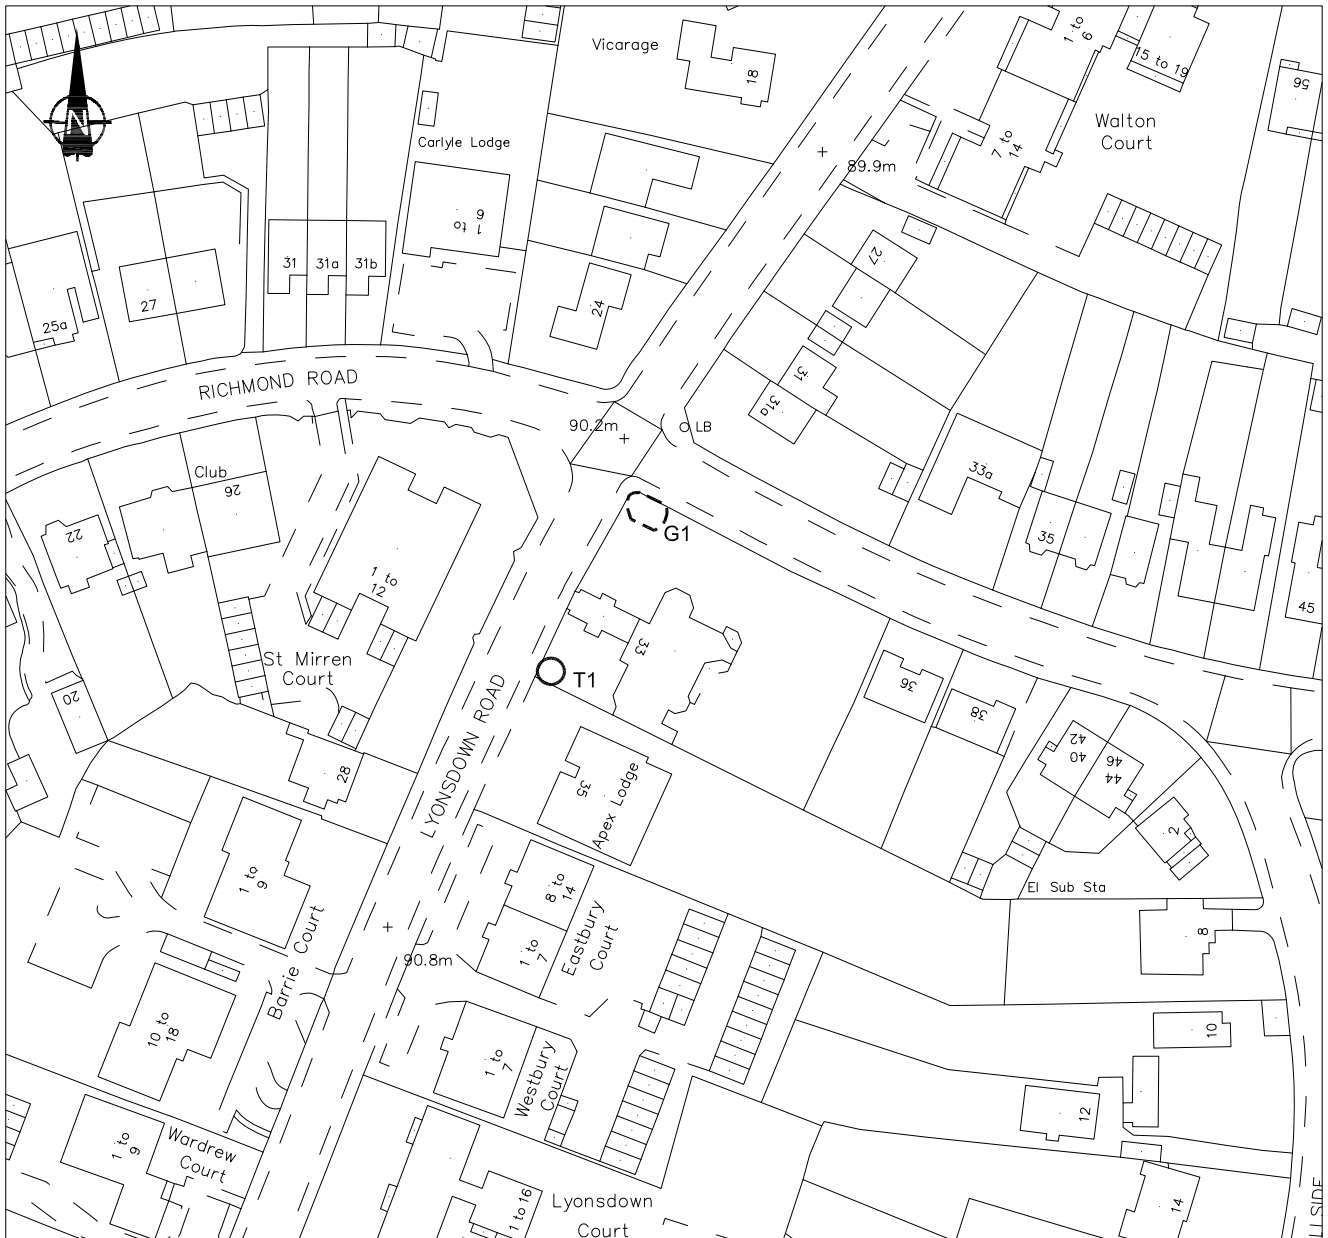 Vicarage
18
1 to
6
15 to 19
56
N
Walton
Court
Carlyle Lodge
7 to
14
89.9m
1 to
6
31
31a
31b
27
27
24
25a
RICHMOND ROAD
31
31a
90.2m
LB
Club
26
22
33a
35
G1
45
1 to
12
33
St Mirren
Court
T1
20
36
38
LYONSDOWN ROAD
42
40
46
44
28
35
Apex Lodge
2
1 to
9
8 to
14
El Sub Sta
Barrie Court
Eastbury
Court
1 to
7
8
90.8m
10 to
18
10
1 to
7
Westbury
Court
12
1 to
9
Wardrew
Court
1 to 16
Lyonsdown
Court
14
LLSIDE